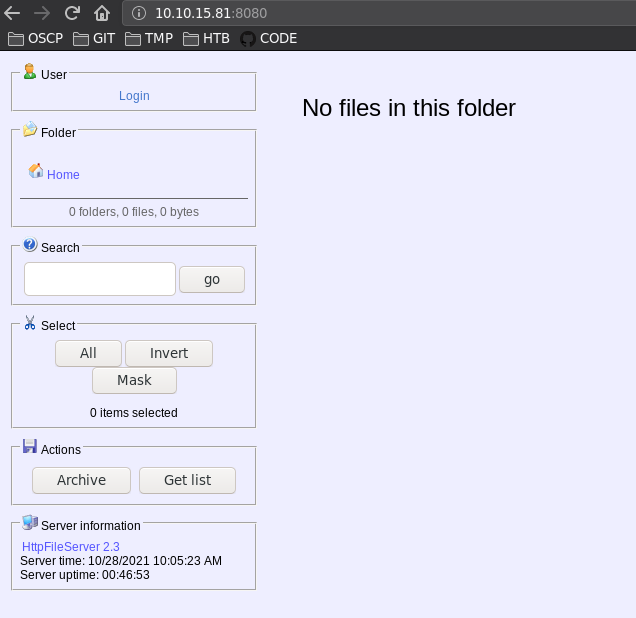 10.10.15.81:8080
OSCP GIT TMP HTB CODE
User
Login
Folder
Home
0 folders, 0 files, 0 bytes
Search
go
Select
All Invert
Mask
0 items selected
Actions
Archive Get list
Server information
HttpFileServer 2.3
Server time: 10/28/2021 10:05:23 AM
Server uptime: 00:46:53
No files in this folder